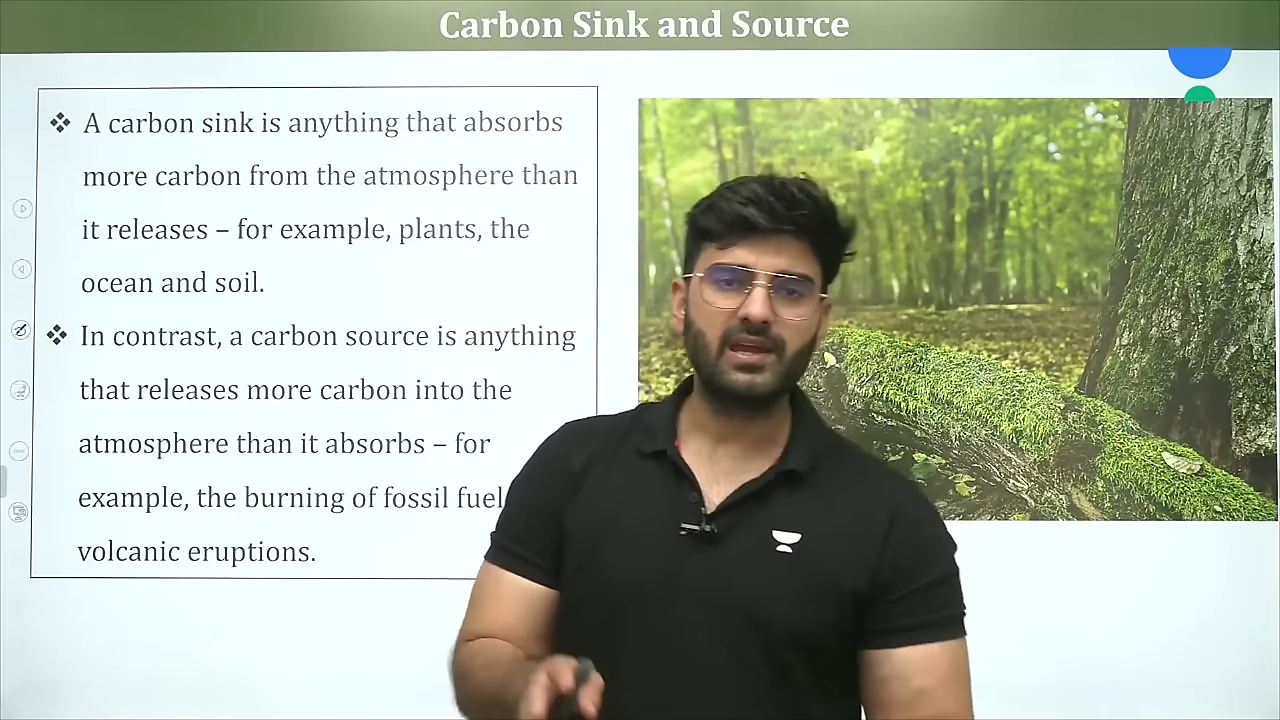 Carbon Sink and Source
❖ A carbon sink is anything that absorbs
more carbon from the atmosphere than
it releases – for example, plants, the
ocean and soil.
❖ In contrast, a carbon source is anything
that releases more carbon into the
atmosphere than it absorbs – for
example, the burning of fossil fuel
volcanic eruptions.